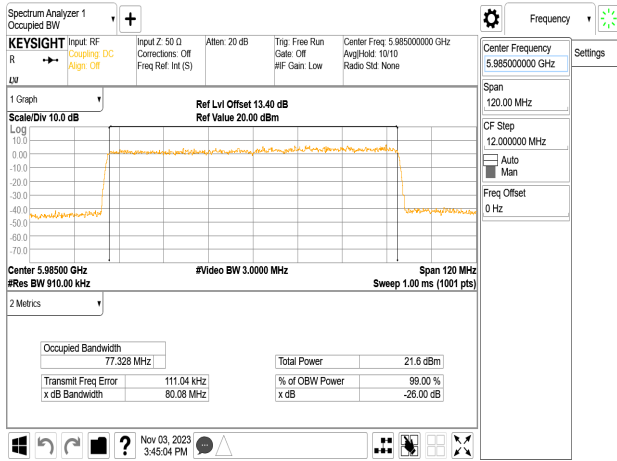 Spectrum Analyzer 1
Occupied BW
Frequency
KEYSIGHT
R
LXI
Input: RF
Coupling: DC
Align: Off
Input Z: 50 Ω
Corrections: Off
Freq Ref: Int (S)
Atten: 20 dB
Trig: Free Run
Gate: Off
#IF Gain: Low
Center Freq: 5.985000000 GHz
Avg|Hold: 10/10
Radio Std: None
Center Frequency
5.985000000 GHz
Settings
Span
120.00 MHz
CF Step
12.000000 MHz
Auto
Man
Freq Offset
0 Hz
1 Graph
Scale/Div 10.0 dB
Ref Lvl Offset 13.40 dB
Ref Value 20.00 dBm
Log
10.0
0.00
-10.0
-20.0
-30.0
-40.0
-50.0
-60.0
-70.0
Center 5.98500 GHz
#Video BW 3.0000 MHz
Span 120 MHz
#Res BW 910.00 kHz
Sweep 1.00 ms (1001 pts)
2 Metrics
Occupied Bandwidth
77.328 MHz
Total Power 21.6 dBm
Transmit Freq Error 111.04 kHz
% of OBW Power 99.00 %
x dB Bandwidth 80.08 MHz
x dB -26.00 dB
?
Nov 03, 2023
3:45:04 PM